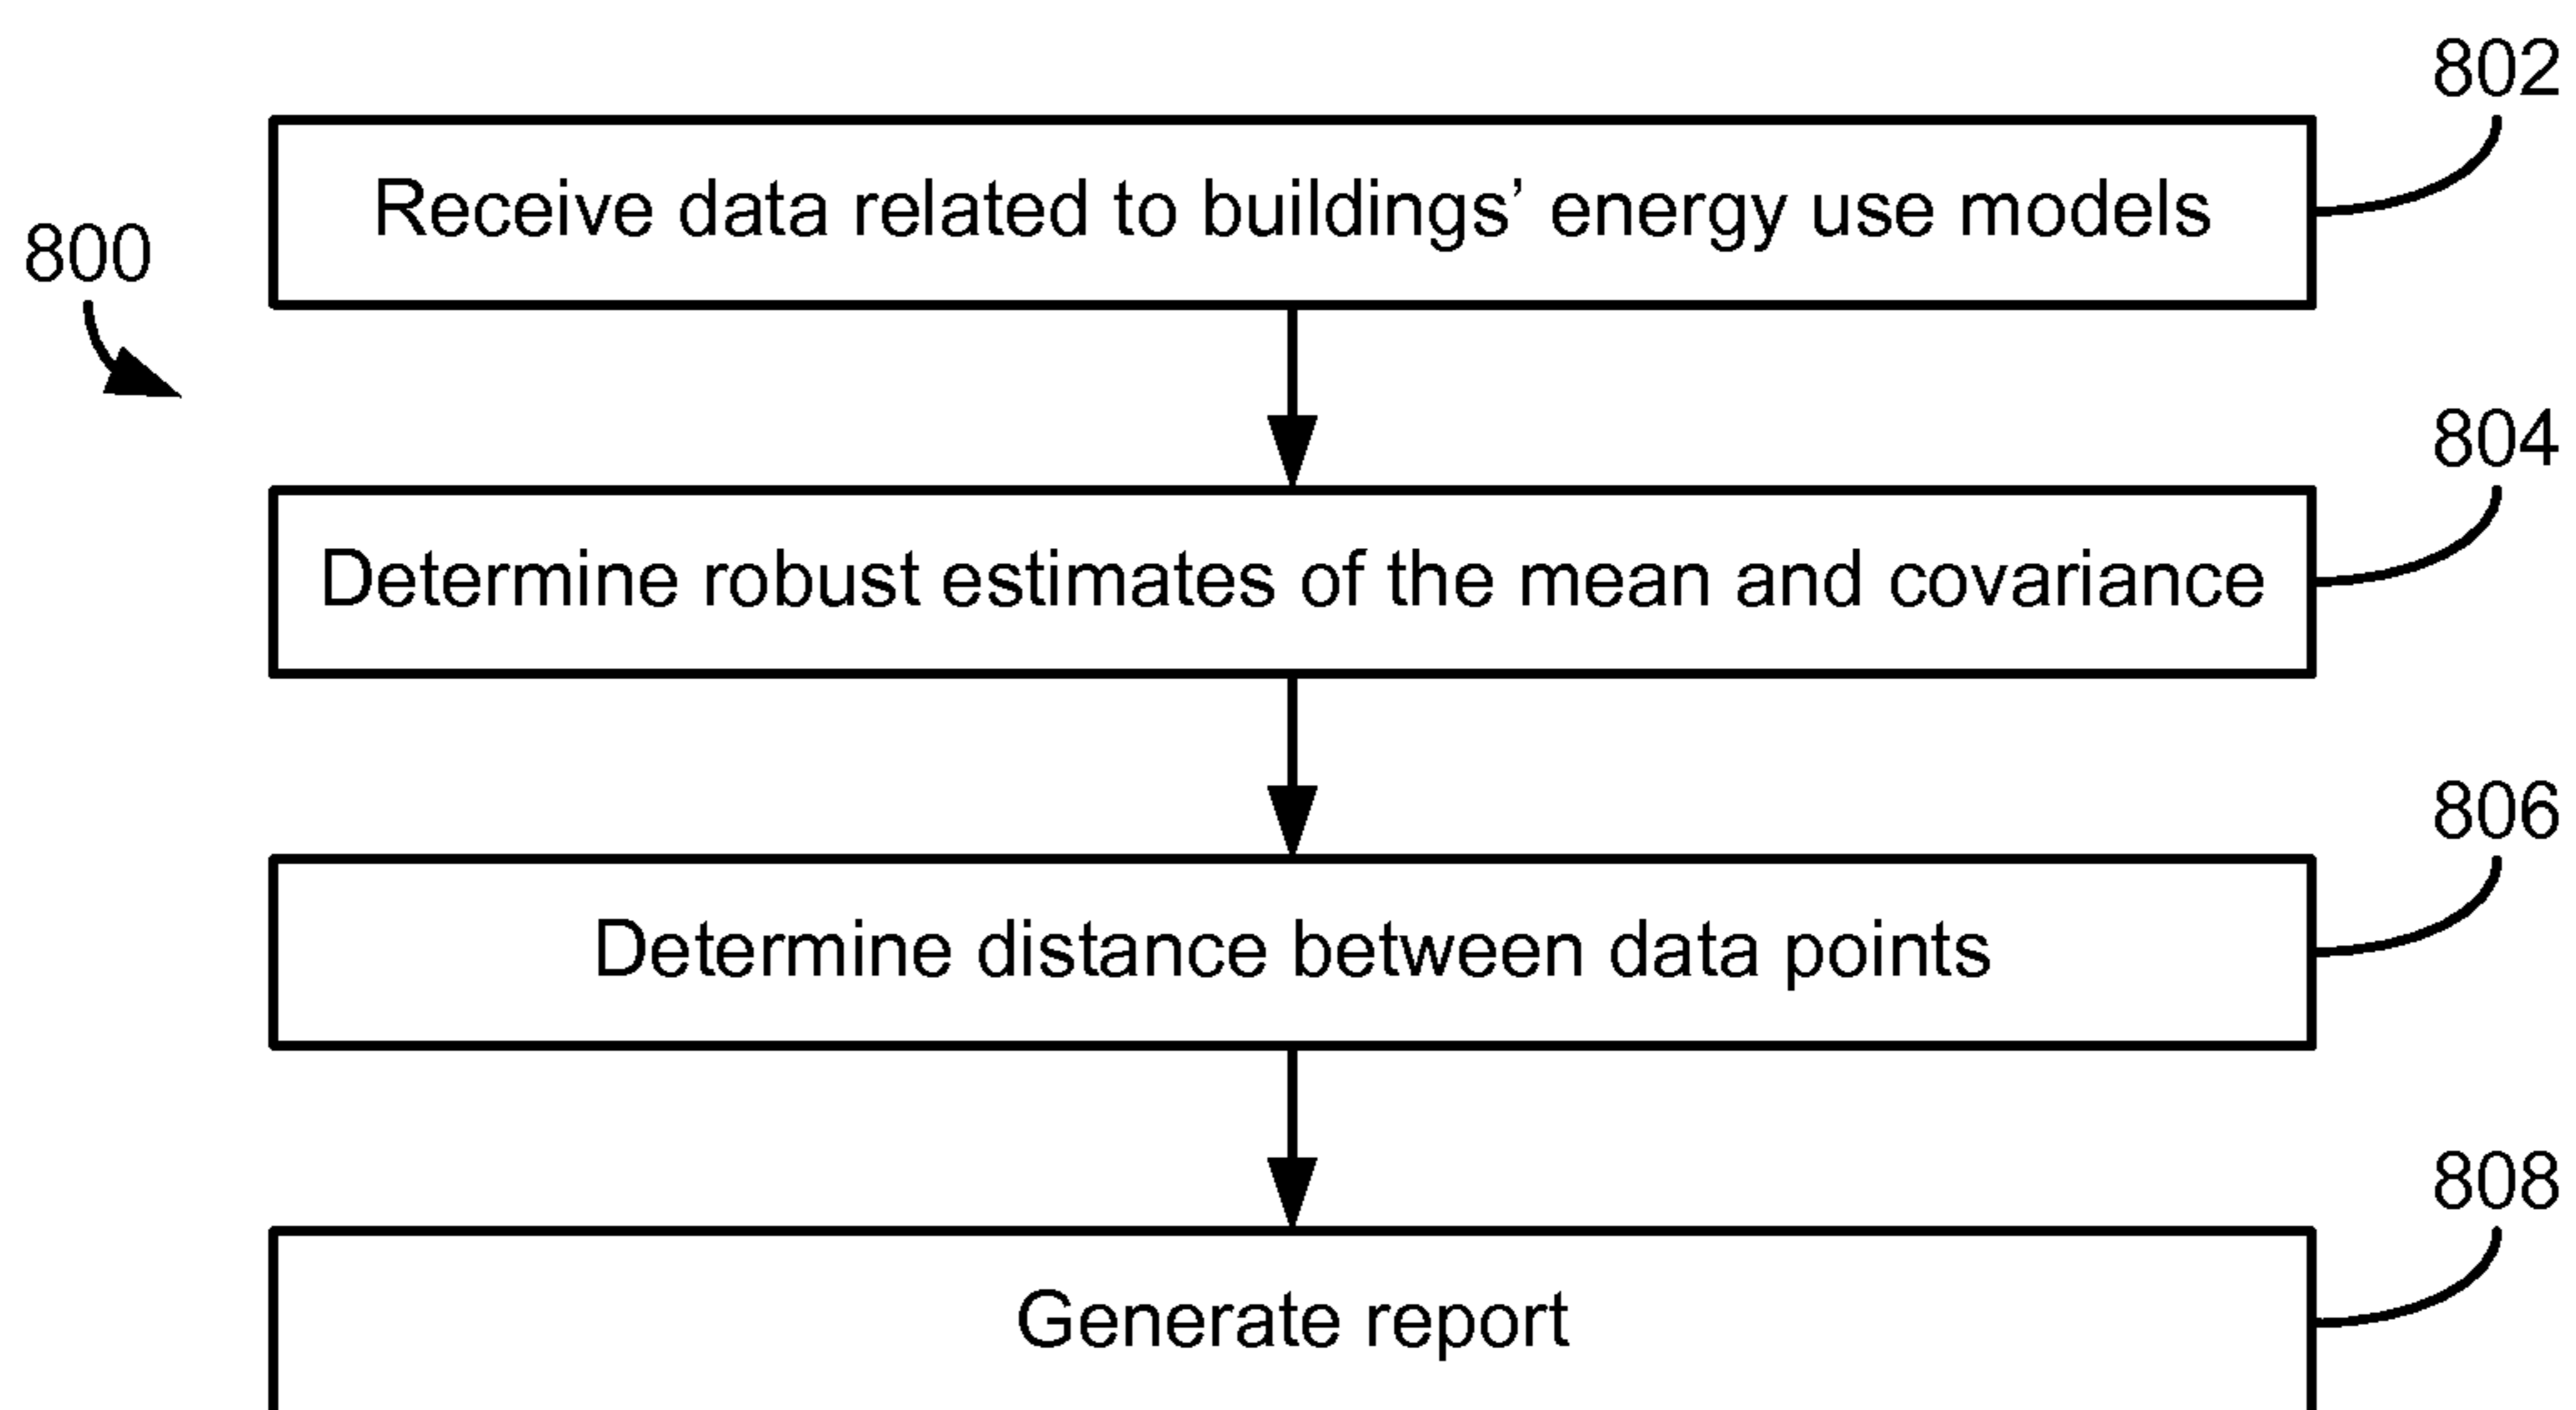 802
Receive data related to buildings’ energy use models
800
804
Determine robust estimates of the mean and covariance
806
Determine distance between data points
808
Generate report